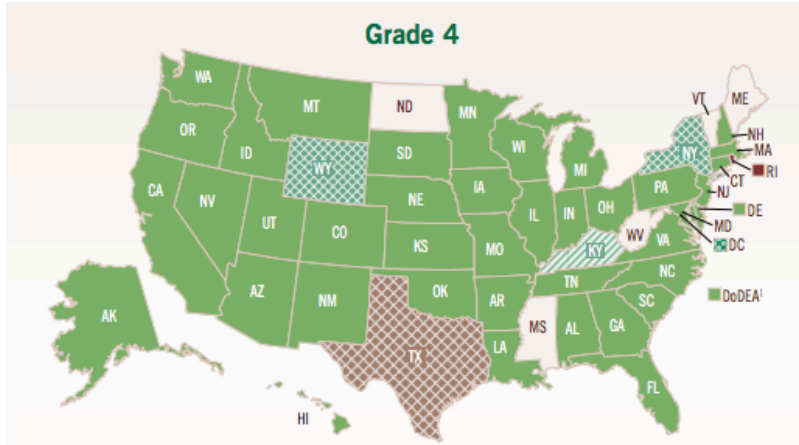 Grade 4
WA
MT
ND
MN
VT
ME
OR
ID
WY
SD
WI
MI
NY
NH
MA
RI
CT
NJ
CA
NV
UT
CO
NE
IA
IL
IN
OH
PA
DE
MD
DC
WV
VA
KS
MO
KY
NC
TN
DoDEA¹
AZ
NM
OK
AR
SC
AK
TX
LA
MS
AL
GA
FL
HI